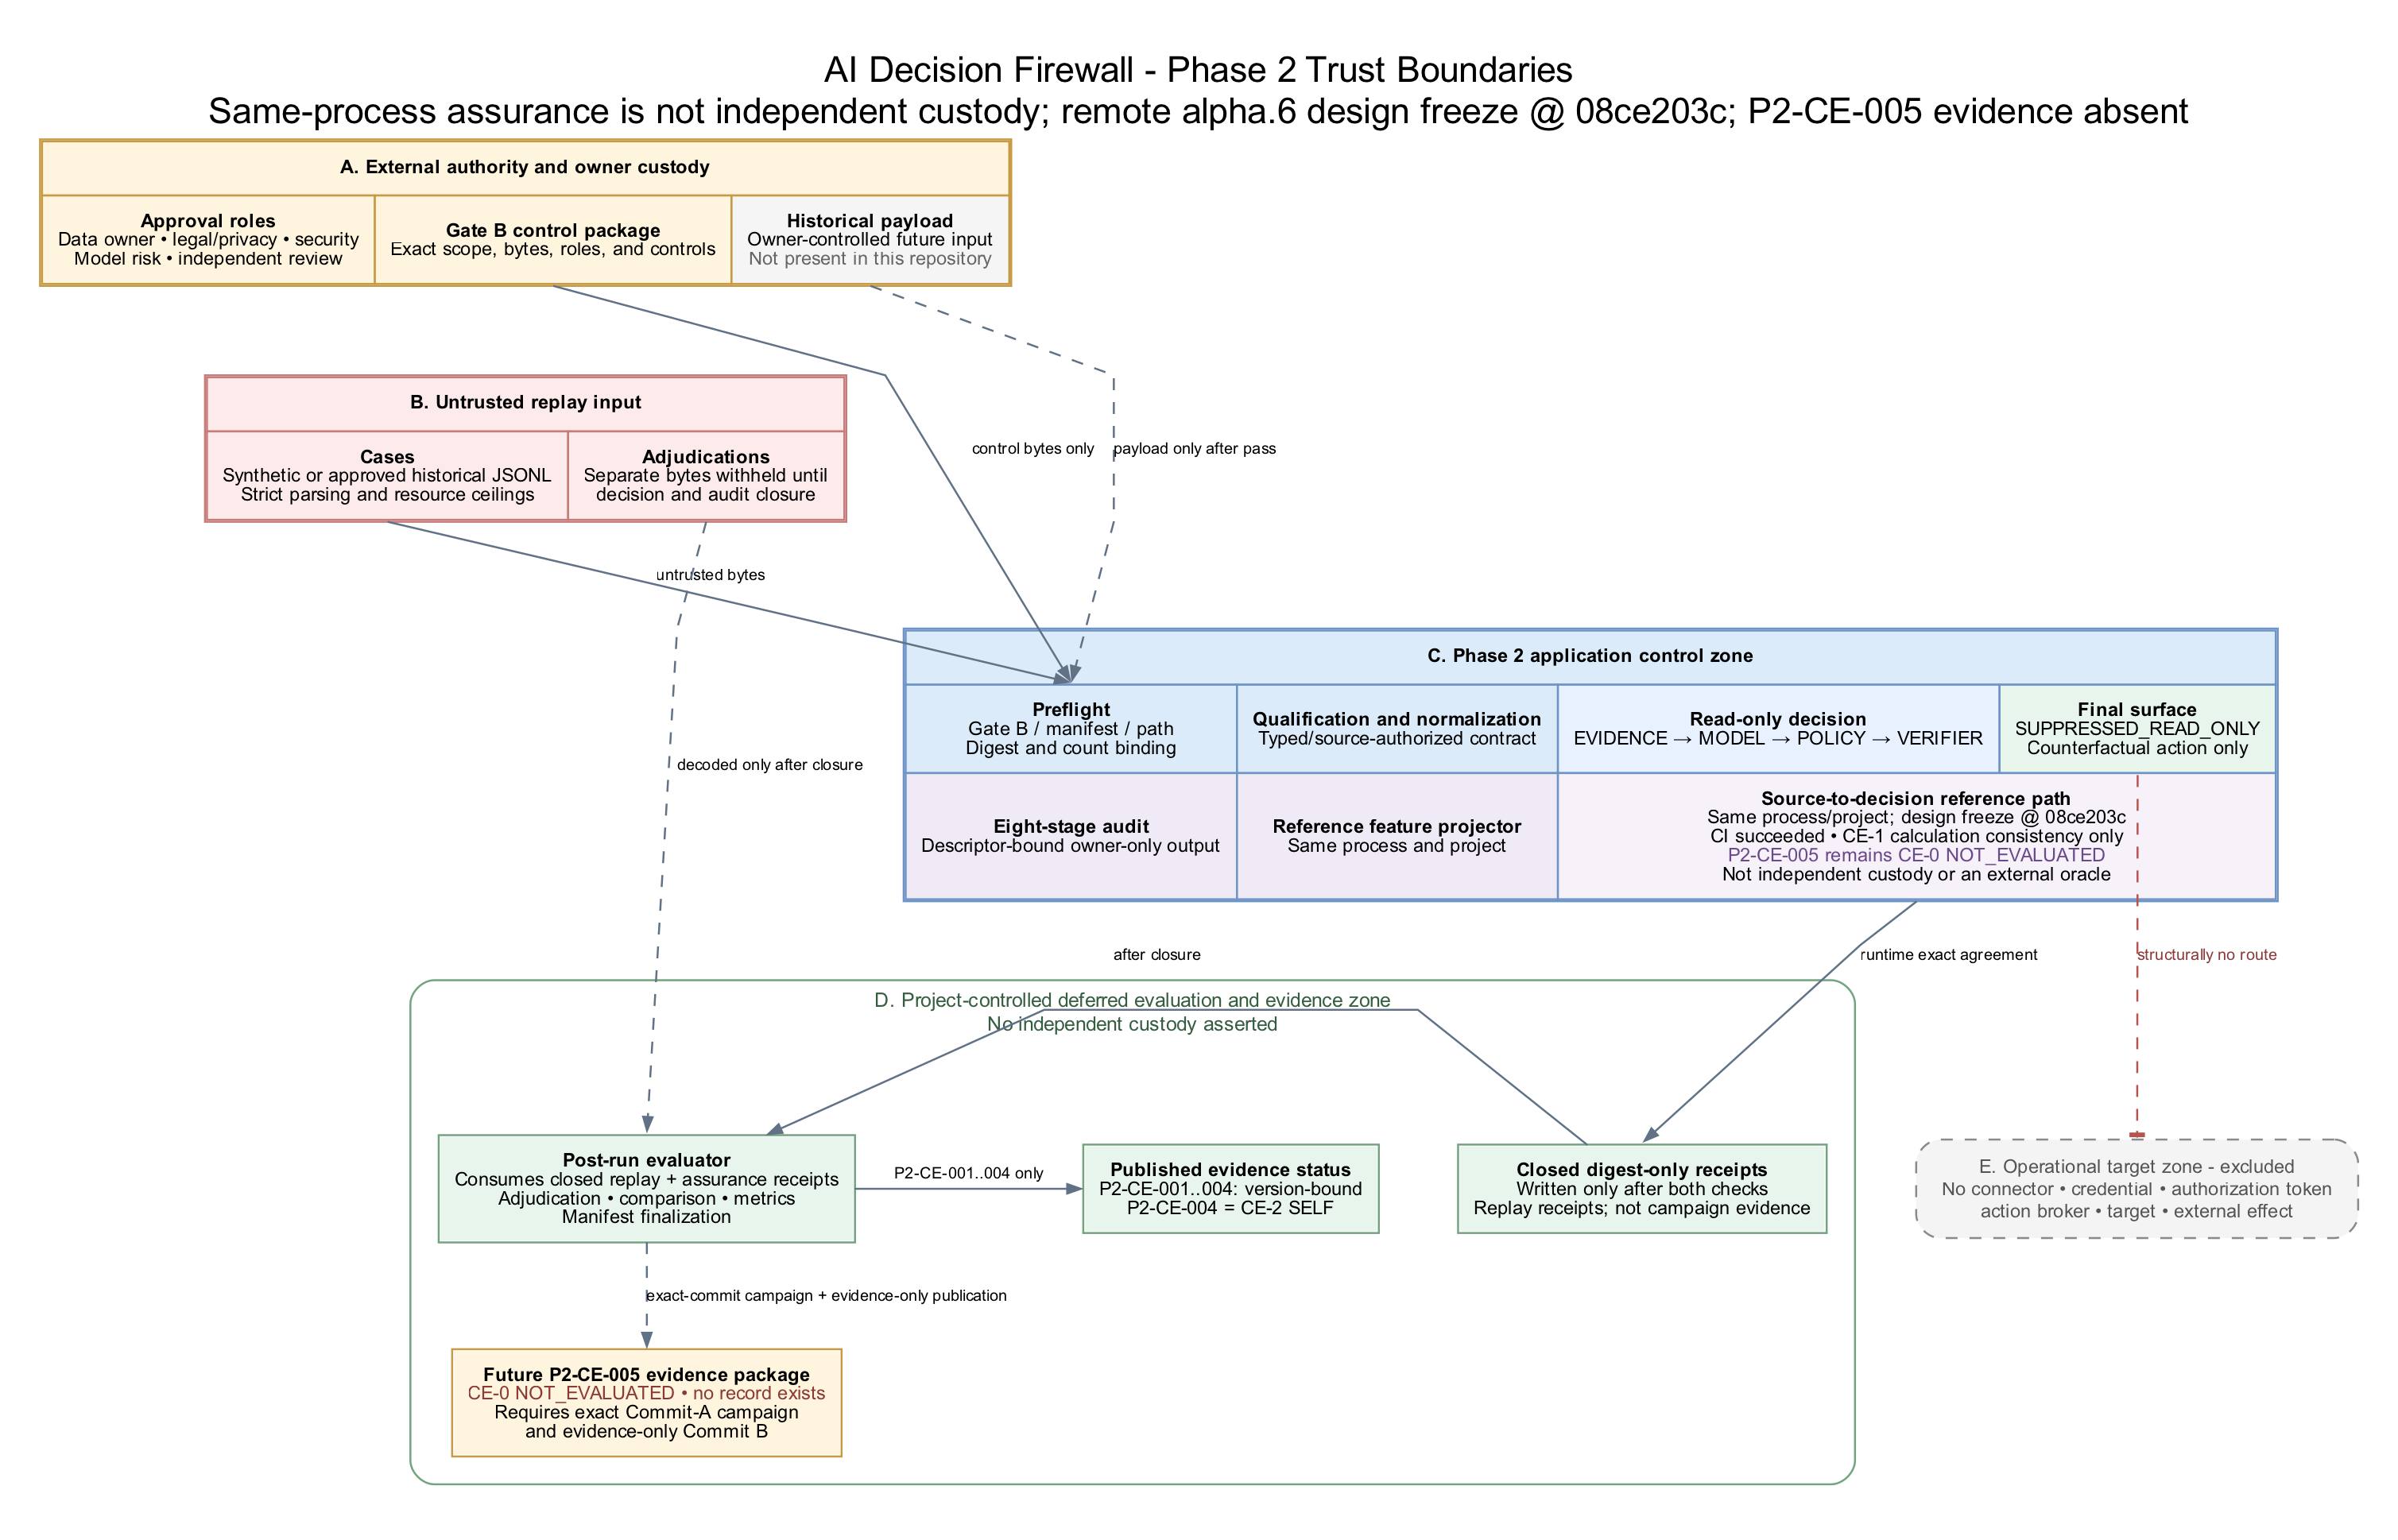 AI Decision Firewall - Phase 2 Trust Boundaries
Same-process assurance is not independent custody; remote alpha.6 design freeze @ 08ce203c; P2-CE-005 evidence absent
A. External authority and owner custody
Approval roles
Data owner • legal/privacy • security
Model risk • independent review
Gate B control package
Exact scope, bytes, roles, and controls
Historical payload
Owner-controlled future input
Not present in this repository
B. Untrusted replay input
Cases
Synthetic or approved historical JSONL
Strict parsing and resource ceilings
Adjudications
Separate bytes withheld until
decision and audit closure
control bytes only
payload only after pass
untrusted bytes
C. Phase 2 application control zone
Preflight
Gate B / manifest / path
Digest and count binding
Qualification and normalization
Typed/source-authorized contract
Read-only decision
EVIDENCE → MODEL → POLICY → VERIFIER
Final surface
SUPPRESSED_READ_ONLY
Counterfactual action only
decoded only after closure
Eight-stage audit
Descriptor-bound owner-only output
Reference feature projector
Same process and project
Source-to-decision reference path
Same process/project; design freeze @ 08ce203c
CI succeeded • CE-1 calculation consistency only
P2-CE-005 remains CE-0 NOT_EVALUATED
Not independent custody or an external oracle
after closure
runtime exact agreement
structurally no route
D. Project-controlled deferred evaluation and evidence zone
No independent custody asserted
Post-run evaluator
Consumes closed replay + assurance receipts
Adjudication • comparison • metrics
Manifest finalization
P2-CE-001..004 only
Published evidence status
P2-CE-001..004: version-bound
P2-CE-004 = CE-2 SELF
Closed digest-only receipts
Written only after both checks
Replay receipts; not campaign evidence
E. Operational target zone - excluded
No connector • credential • authorization token
action broker • target • external effect
exact-commit campaign + evidence-only publication
Future P2-CE-005 evidence package
CE-0 NOT_EVALUATED • no record exists
Requires exact Commit-A campaign
and evidence-only Commit B